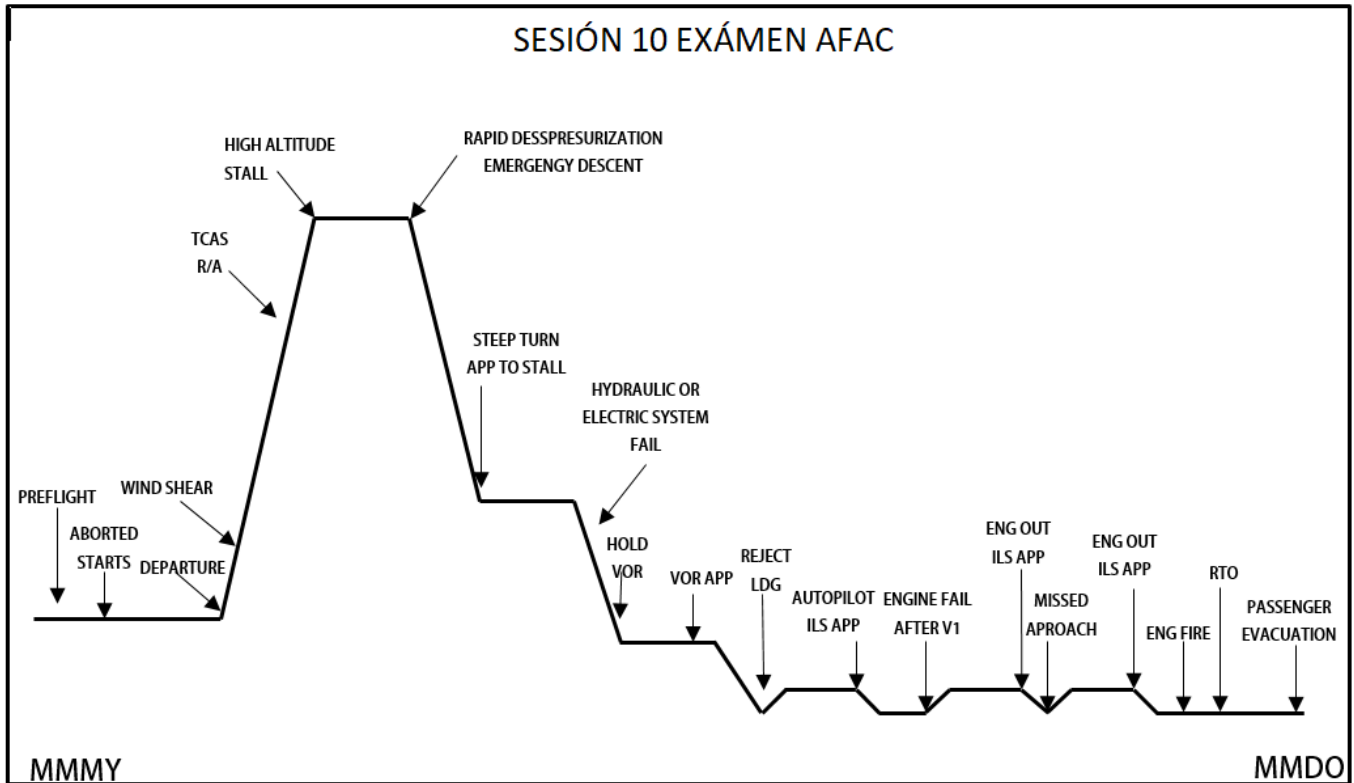 SESIÓN 10 EXÁMEN AFAC
HIGH ALTITUDE
STALL
RAPID DESSPRESURIZATION
EMERGENGY DESCENT
TCAS
R/A
STEEP TURN
APP TO STALL
HYDRAULIC OR
ELECTRIC SYSTEM
FAIL
PREFLIGHT
WIND SHEAR
ABORTED
STARTS
DEPARTURE
HOLD
VOR
VOR APP
REJECT
LDG
AUTOPILOT
ILS APP
ENGINE FAIL
AFTER V1
ENG OUT
ILS APP
MISSED
APROACH
ENG OUT
ILS APP
ENG FIRE
RTO
PASSENGER
EVACUATION
MMMY
MMDO